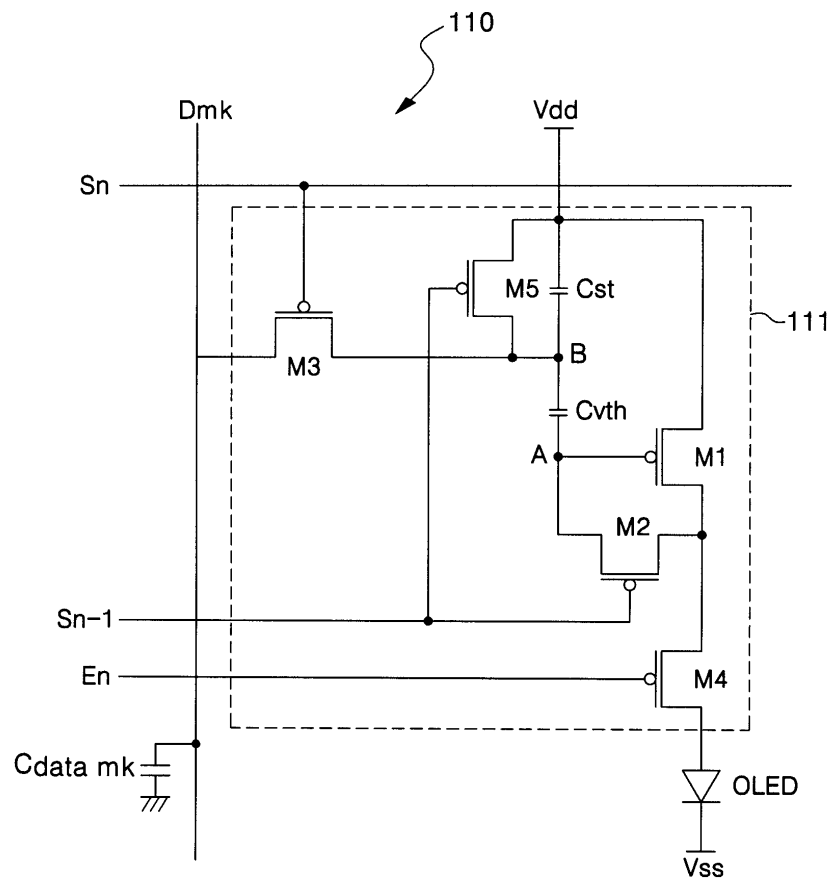 110
Dmk
Vdd
Sn
M5
Cst
111
M3
B
Cvth
A
M1
M2
Sn-1
En
M4
Cdata mk
OLED
Vss